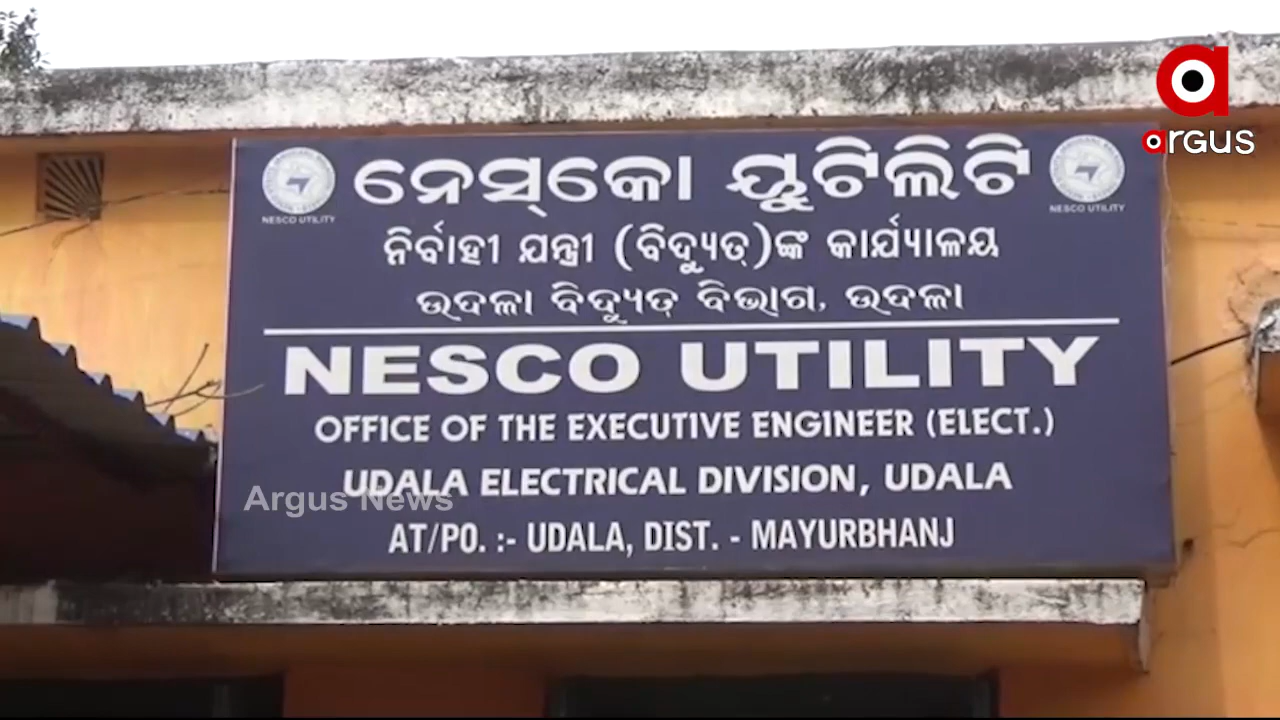 argus
ନେସ୍କୋ ୟୁଟିଲିଟି
NESCO UTILITY
NESCO UTILITY
ନିର୍ବାହୀ ଯନ୍ତ୍ରୀ (ବିଦ୍ୟୁତ୍)ଙ୍କ କାର୍ଯ୍ୟାଳୟ
ଉଦଳା ବିଦ୍ୟୁତ୍ ବିଭାଗ, ଉଦଳା
NESCO UTILITY
OFFICE OF THE EXECUTIVE ENGINEER (ELECT.)
UDALA ELECTRICAL DIVISION, UDALA
Argus News
AT/PO. :- UDALA, DIST. - MAYURBHANJ